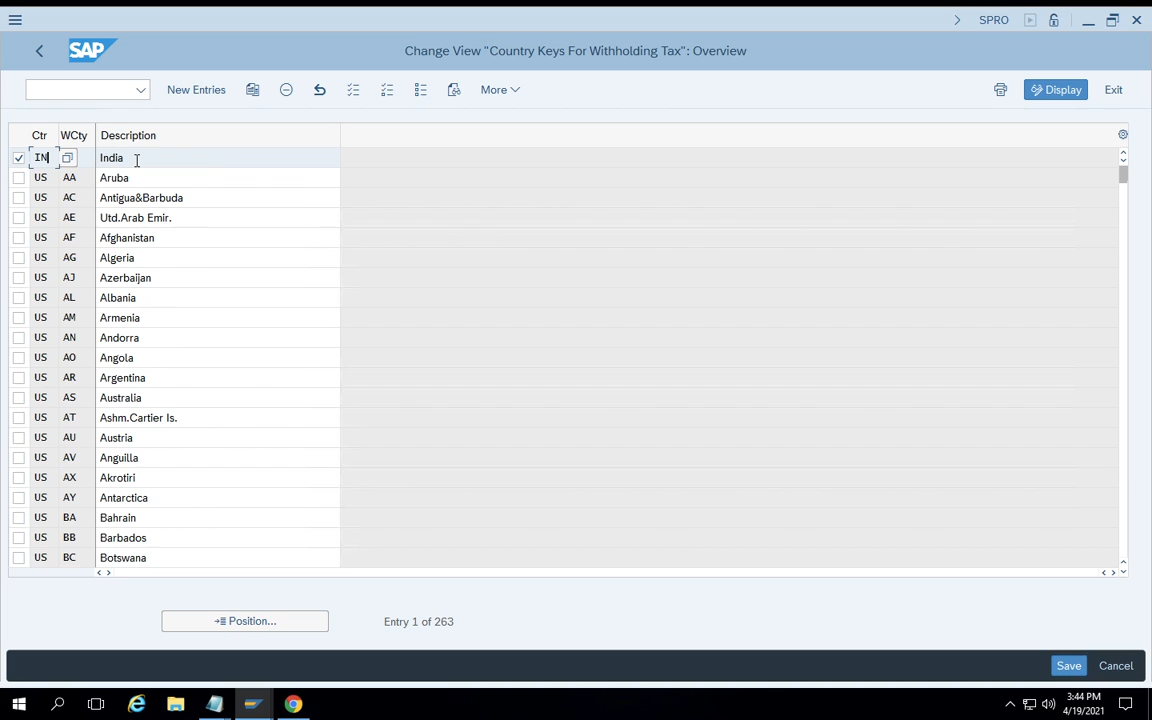 SPRO
SAP
Change View "Country Keys For Withholding Tax": Overview
New Entries More Display Exit
Ctr WCty Description
IN India
US AA Aruba
US AC Antigua&Barbuda
US AE Utd.Arab Emir.
US AF Afghanistan
US AG Algeria
US AJ Azerbaijan
US AL Albania
US AM Armenia
US AN Andorra
US AO Angola
US AR Argentina
US AS Australia
US AT Ashm.Cartier Is.
US AU Austria
US AV Anguilla
US AX Akrotiri
US AY Antarctica
US BA Bahrain
US BB Barbados
US BC Botswana
Position... Entry 1 of 263
Save Cancel
3:44 PM
4/19/2021